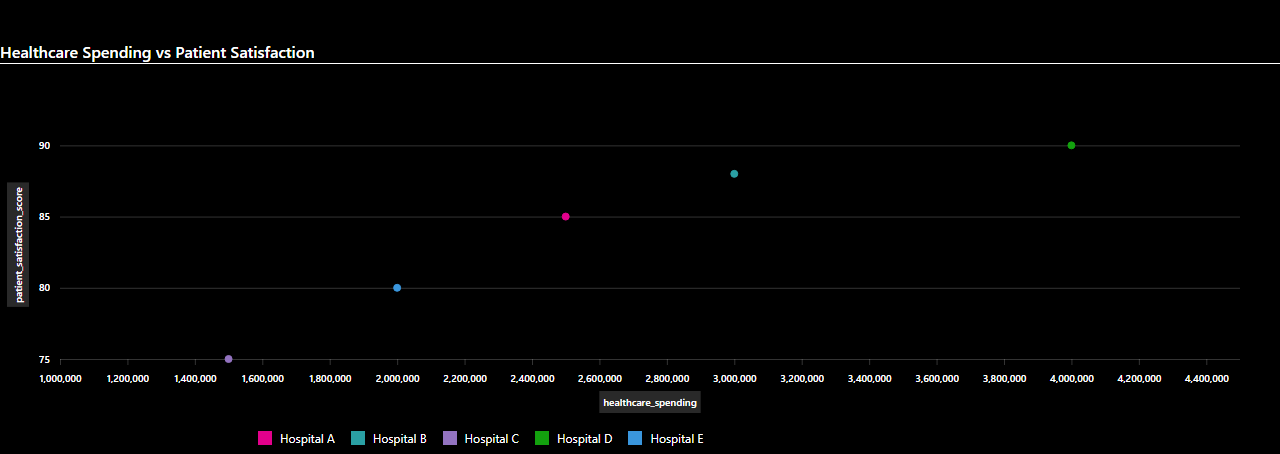 Healthcare Spending vs Patient Satisfaction
90
85
80
75
patient_satisfaction_score
1,000,000 1,200,000 1,400,000 1,600,000 1,800,000 2,000,000 2,200,000 2,400,000 2,600,000 2,800,000 3,000,000 3,200,000 3,400,000 3,600,000 3,800,000 4,000,000 4,200,000 4,400,000
healthcare_spending
Hospital A Hospital B Hospital C Hospital D Hospital E